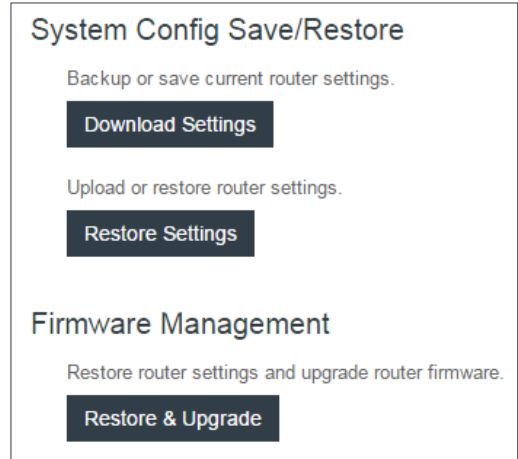 System Config Save/Restore
Backup or save current router settings.
Download Settings
Upload or restore router settings.
Restore Settings
Firmware Management
Restore router settings and upgrade router firmware.
Restore & Upgrade